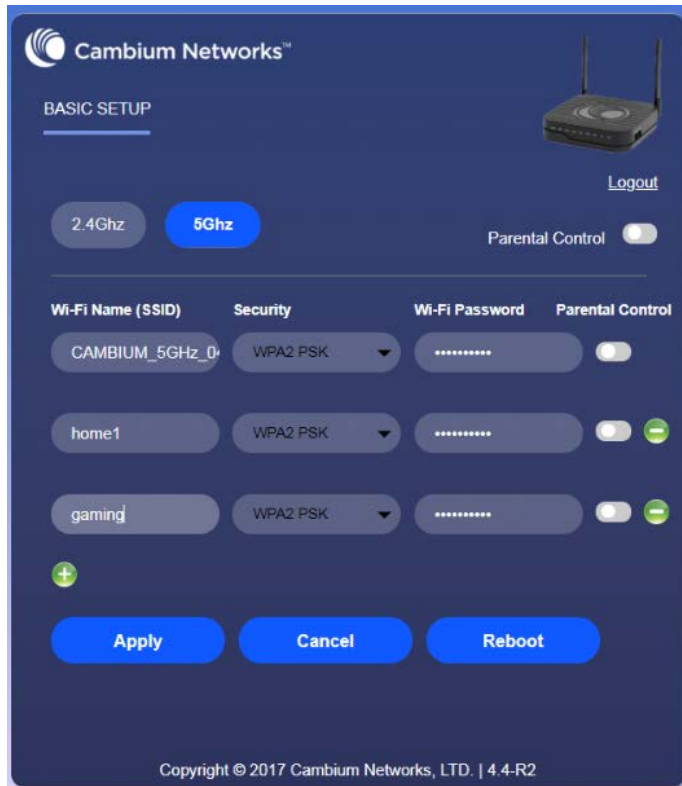 Cambium Networks™
BASIC SETUP
Logout
2.4Ghz 5Ghz Parental Control
Wi-Fi Name (SSID) Security Wi-Fi Password Parental Control
CAMBIUM_5GHz_0 WPA2 PSK ••••••••••
home1 WPA2 PSK ••••••••••
gaming WPA2 PSK ••••••••••
Apply Cancel Reboot
Copyright © 2017 Cambium Networks, LTD. | 4.4-R2